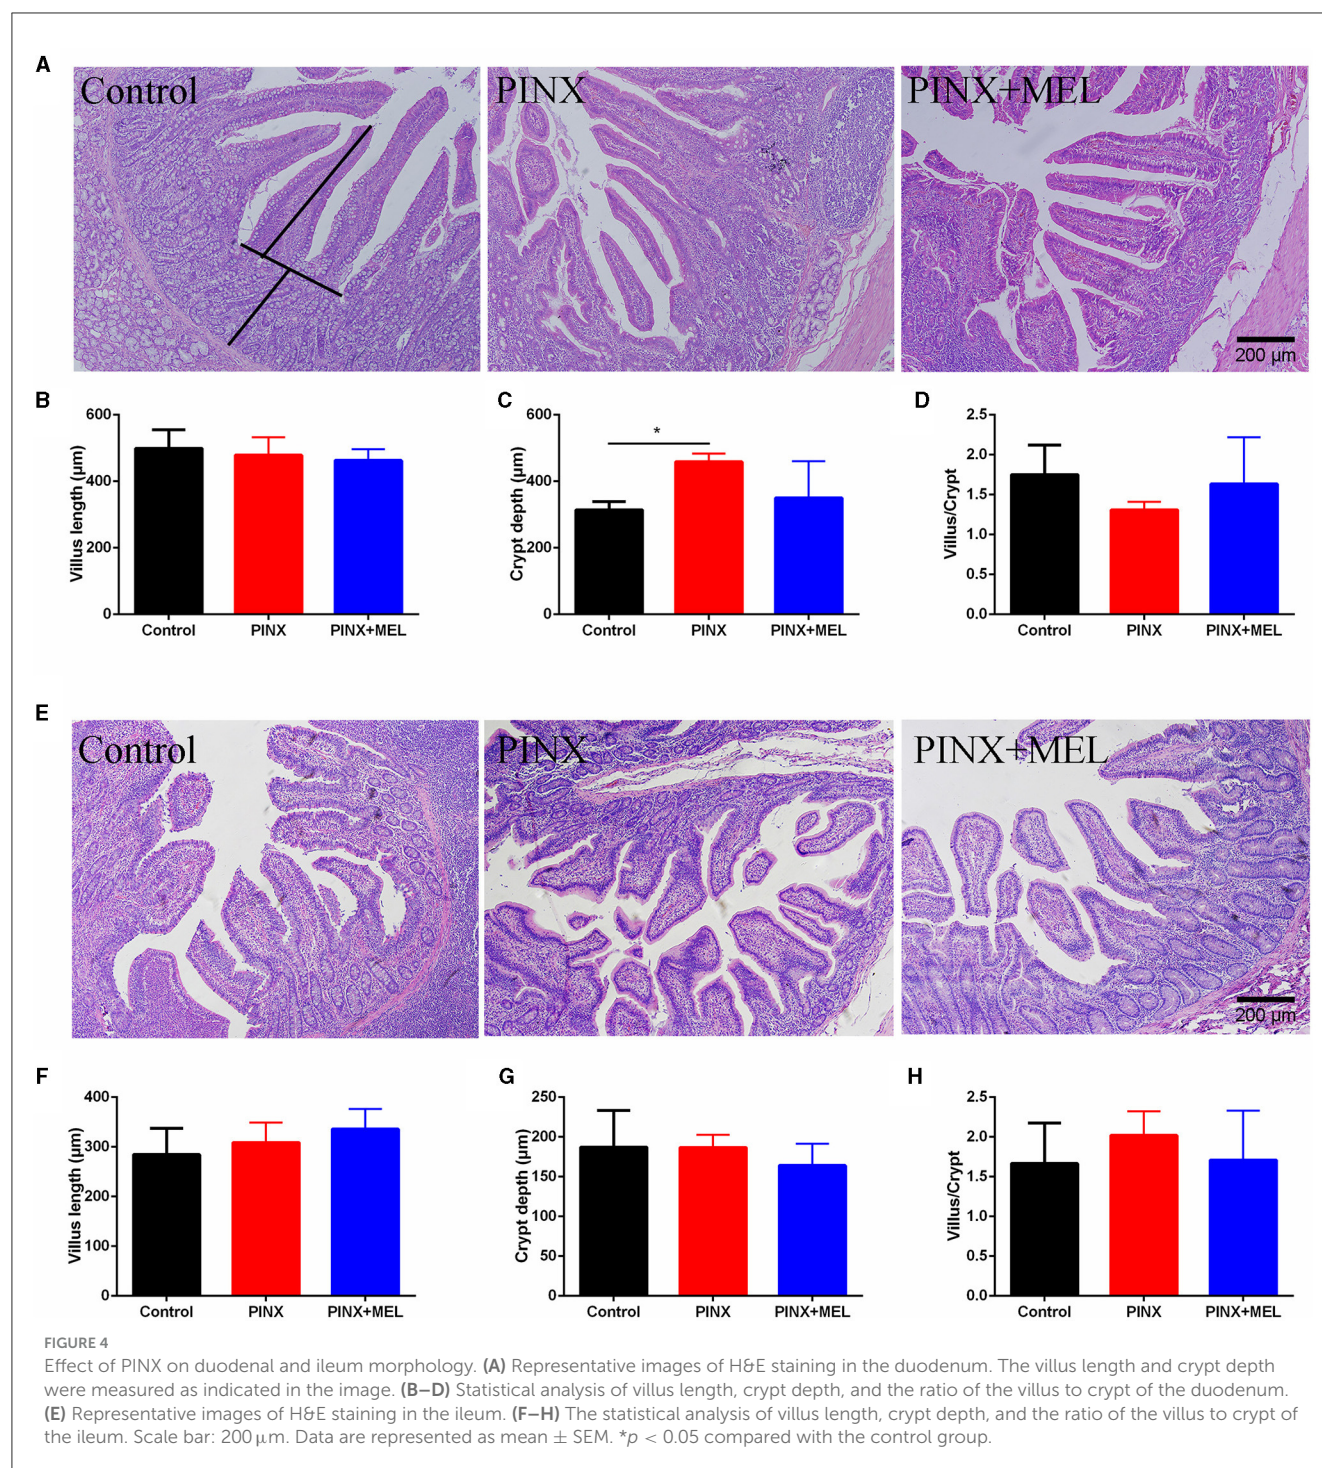 A
Control
PINX
PINX+MEL
200 µm
B
600
400
200
0
Villus length (µm)
Control
PINX
PINX+MEL
C
600
400
200
0
Crypt depth (µm)
*
Control
PINX
PINX+MEL
D
2.5
2.0
1.5
1.0
0.5
0.0
Villus/Crypt
Control
PINX
PINX+MEL
E
Control
PINX
PINX+MEL
200 µm
F
400
300
200
100
0
Villus length (µm)
Control
PINX
PINX+MEL
G
250
200
150
100
50
0
Crypt depth (µm)
Control
PINX
PINX+MEL
H
2.5
2.0
1.5
1.0
0.5
0.0
Villus/Crypt
Control
PINX
PINX+MEL
FIGURE 4
Effect of PINX on duodenal and ileum morphology. (A) Representative images of H&E staining in the duodenum. The villus length and crypt depth
were measured as indicated in the image. (B–D) Statistical analysis of villus length, crypt depth, and the ratio of the villus to crypt of the duodenum.
(E) Representative images of H&E staining in the ileum. (F–H) The statistical analysis of villus length, crypt depth, and the ratio of the villus to crypt of
the ileum. Scale bar: 200 µm. Data are represented as mean ± SEM. *p < 0.05 compared with the control group.